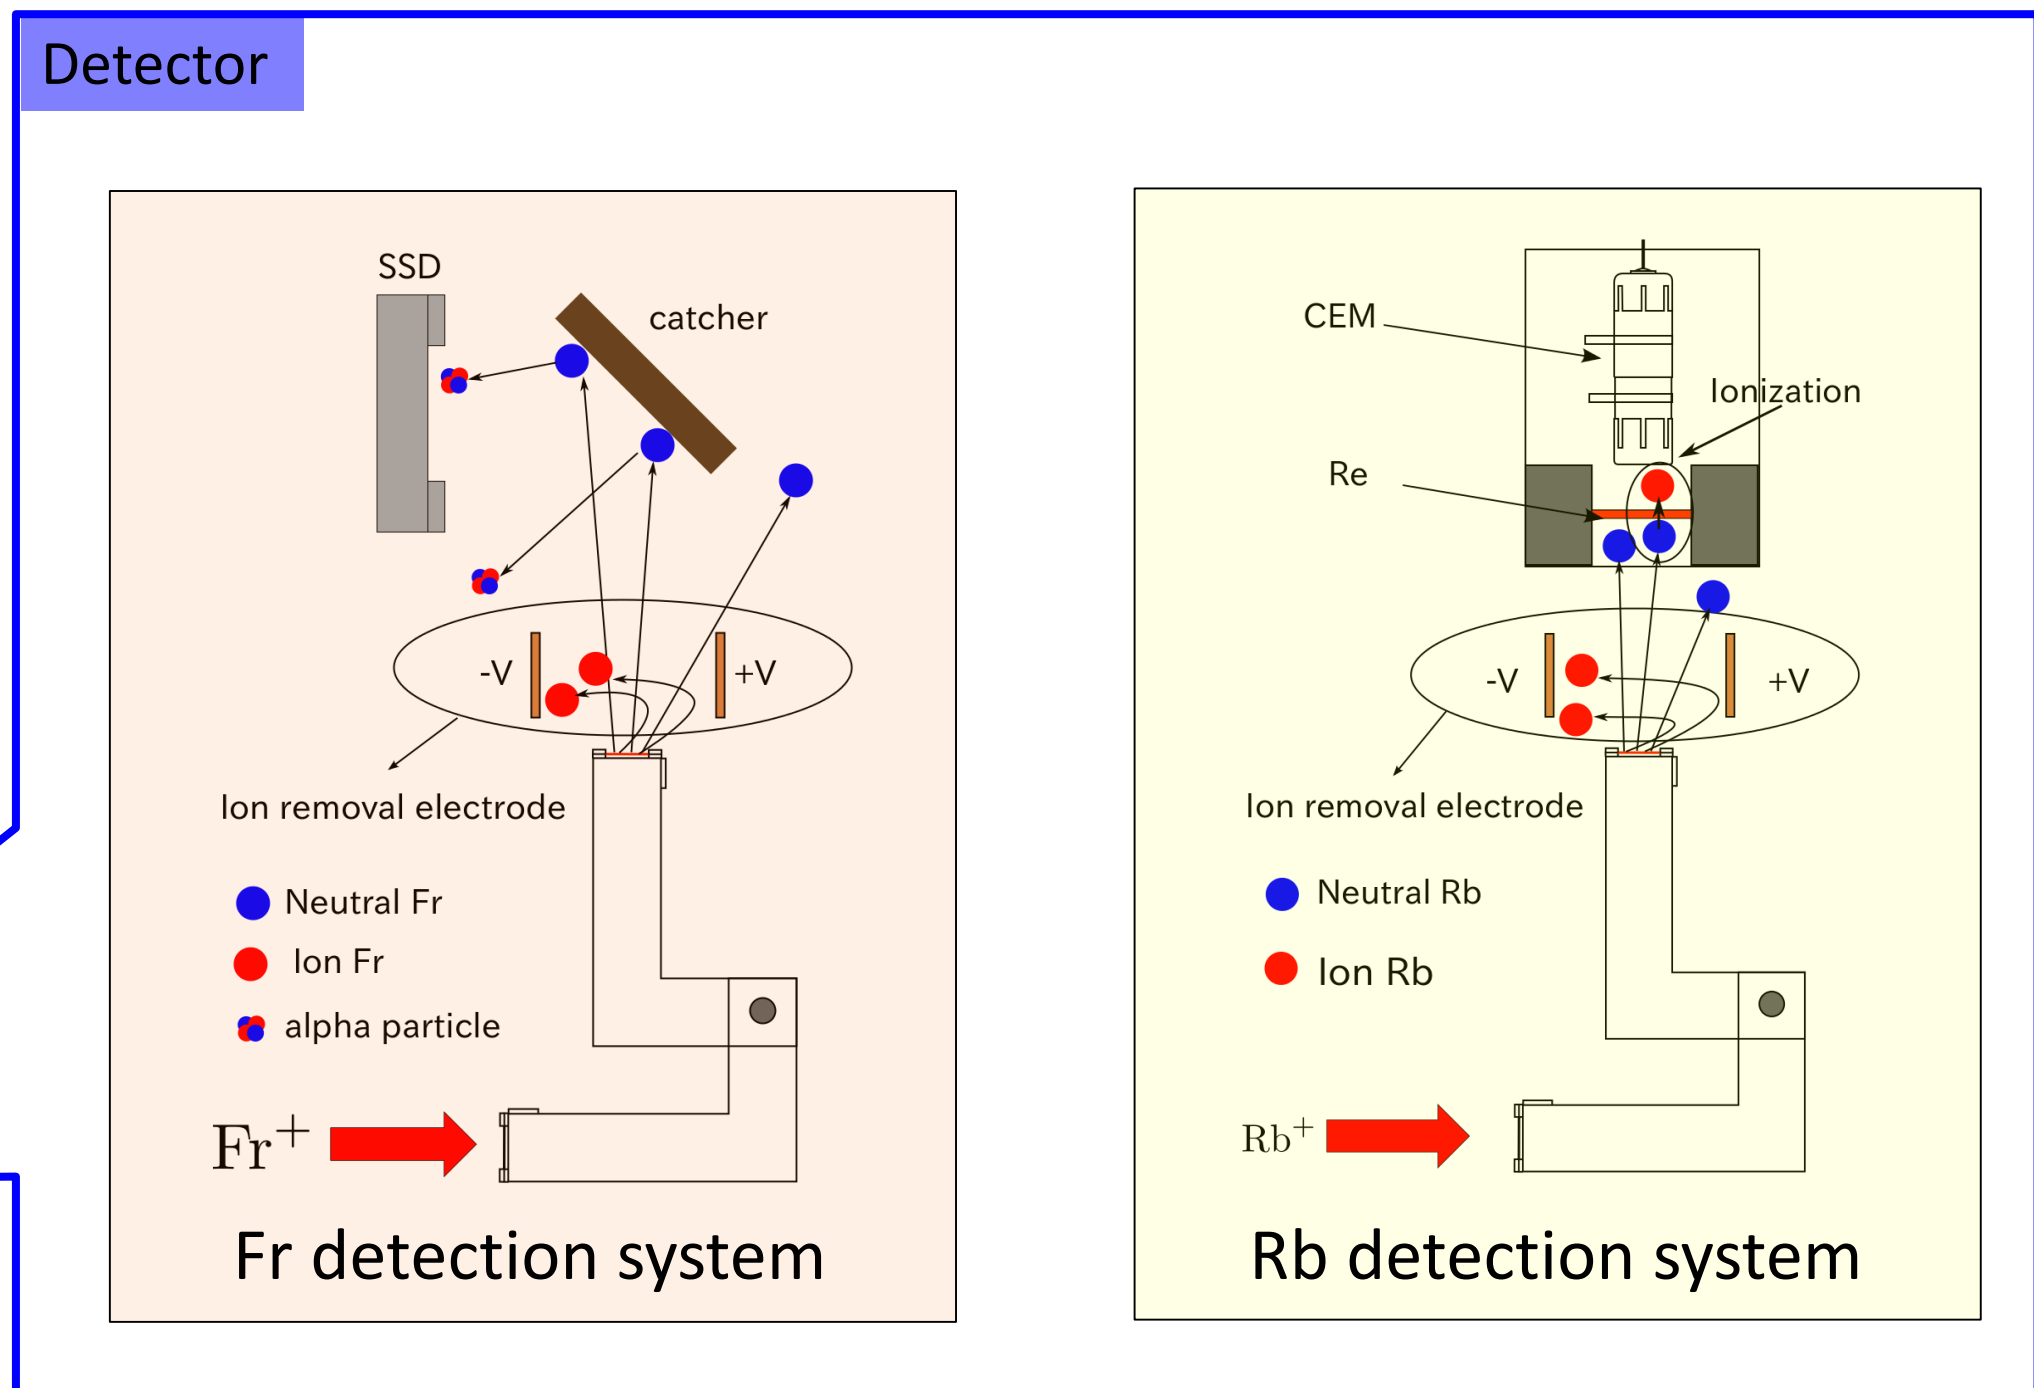 Detector
SSD
catcher
-V
+V
Ion removal electrode
Neutral Fr
Ion Fr
alpha particle
Fr⁺
Fr detection system
CEM
Ionization
Re
-V
+V
Ion removal electrode
Neutral Rb
Ion Rb
Rb⁺
Rb detection system